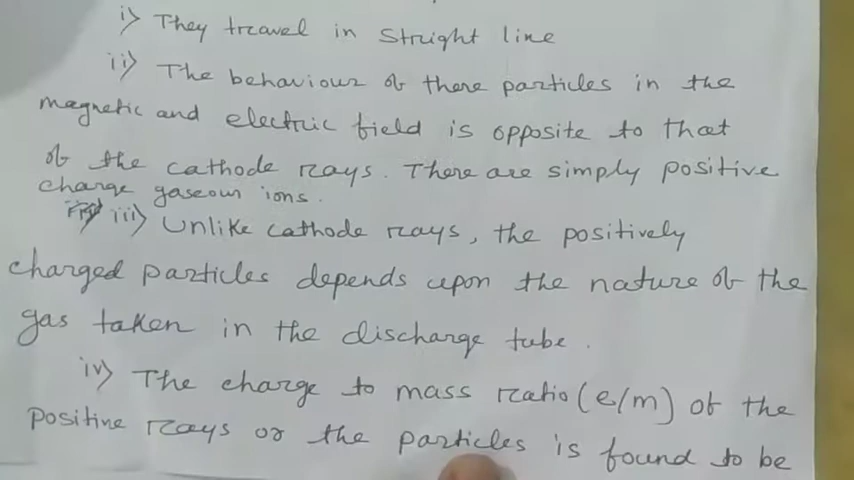 i) They travel in Stright line
ii) The behaviour of there particles in the
magnetic and electric field is opposite to that
of the cathode rays. There are simply positive
charge gaseous ions.
iii) Unlike cathode rays, the positively
charged particles depends upon the nature of the
gas taken in the discharge tube.
iv) The charge to mass ratio (e/m) of the
positive rays or the particles is found to be